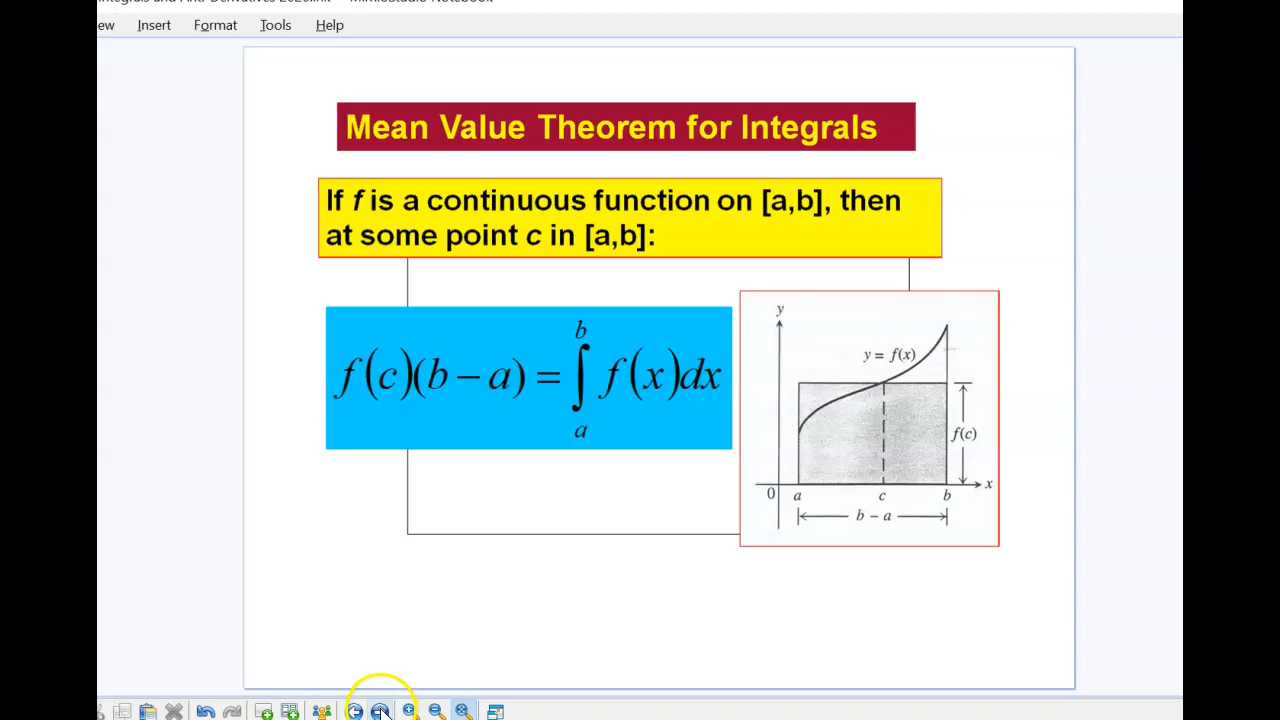 ew Insert Format Tools Help
Mean Value Theorem for Integrals
If f is a continuous function on [a,b], then
at some point c in [a,b]:
f(c)(b − a) = ∫_a^b f(x)dx
y
y = f(x)
f(c)
0 a c b x
b − a